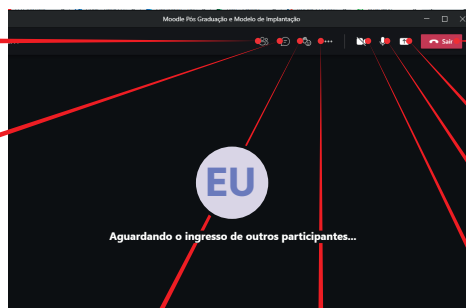 Moodle Pós Graduação e Modelo de Implantação
Sair
EU
Aguardando o ingresso de outros participantes...